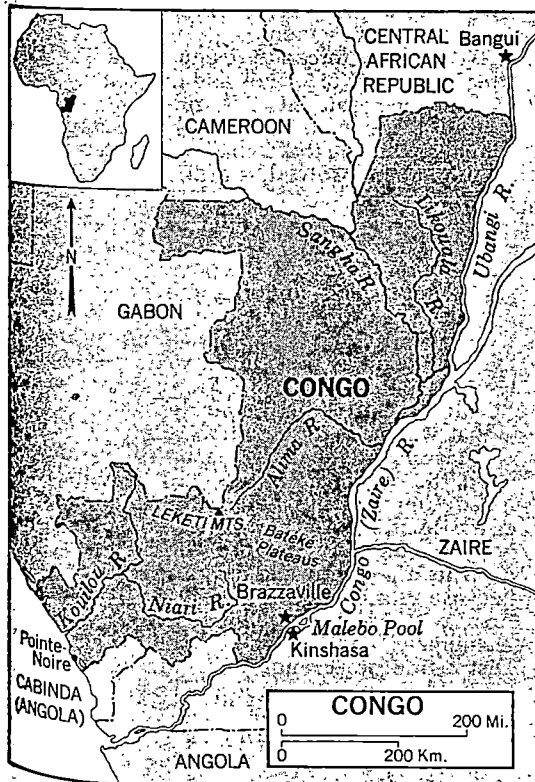 CENTRAL
AFRICAN
REPUBLIC
Bangui
CAMEROON
N
Sangha R.
Likouala R.
Ubangi R.
GABON
CONGO
Alima R.
LEKETI MTS.
Batéké
Plateaus
Congo (Zaire) R.
ZAIRE
Kouilou R.
Niari R.
Brazzaville
Malebo Pool
Kinshasa
Pointe-
Noire
CABINDA
(ANGOLA)
ANGOLA
CONGO
0 200 Mi.
0 200 Km.